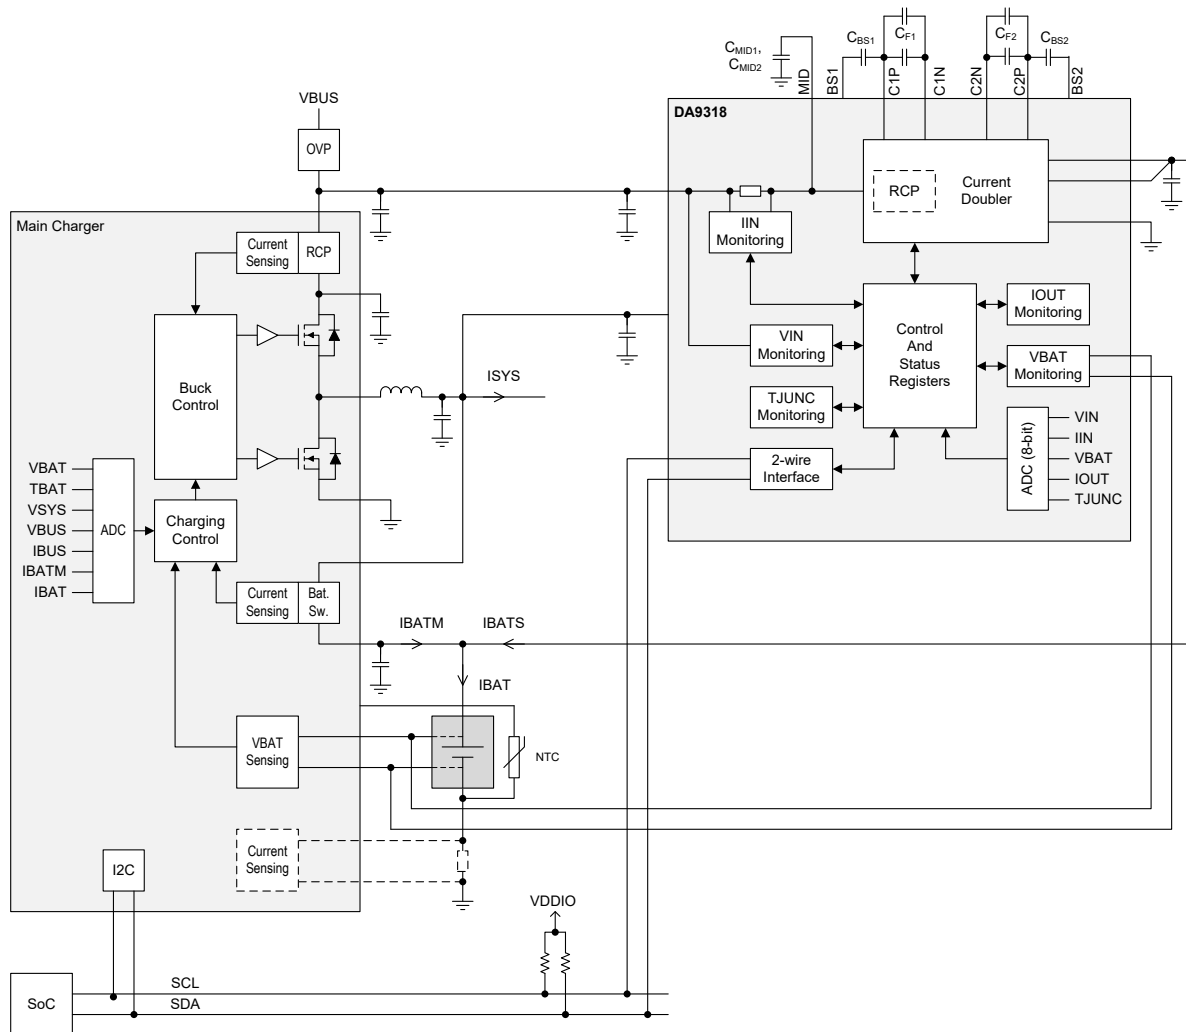 CMID1,
CMID2
MID
BS1
CBS1
C1P
CF1
C1N
C2N
CF2
C2P
CBS2
BS2
DA9318
VBUS
OVP
RCP
Current
Doubler
Main Charger
Current
Sensing
RCP
IIN
Monitoring
Buck
Control
ISYS
VIN
Monitoring
TJUNC
Monitoring
2-wire
Interface
Control
And
Status
Registers
IOUT
Monitoring
VBAT
Monitoring
ADC (8-bit)
VIN
IIN
VBAT
IOUT
TJUNC
VBAT
TBAT
VSYS
VBUS
IBUS
IBATM
IBAT
ADC
Charging
Control
Current
Sensing
Bat.
Sw.
IBATM
IBATS
IBAT
VBAT
Sensing
NTC
Current
Sensing
I2C
VDDIO
SoC
SCL
SDA